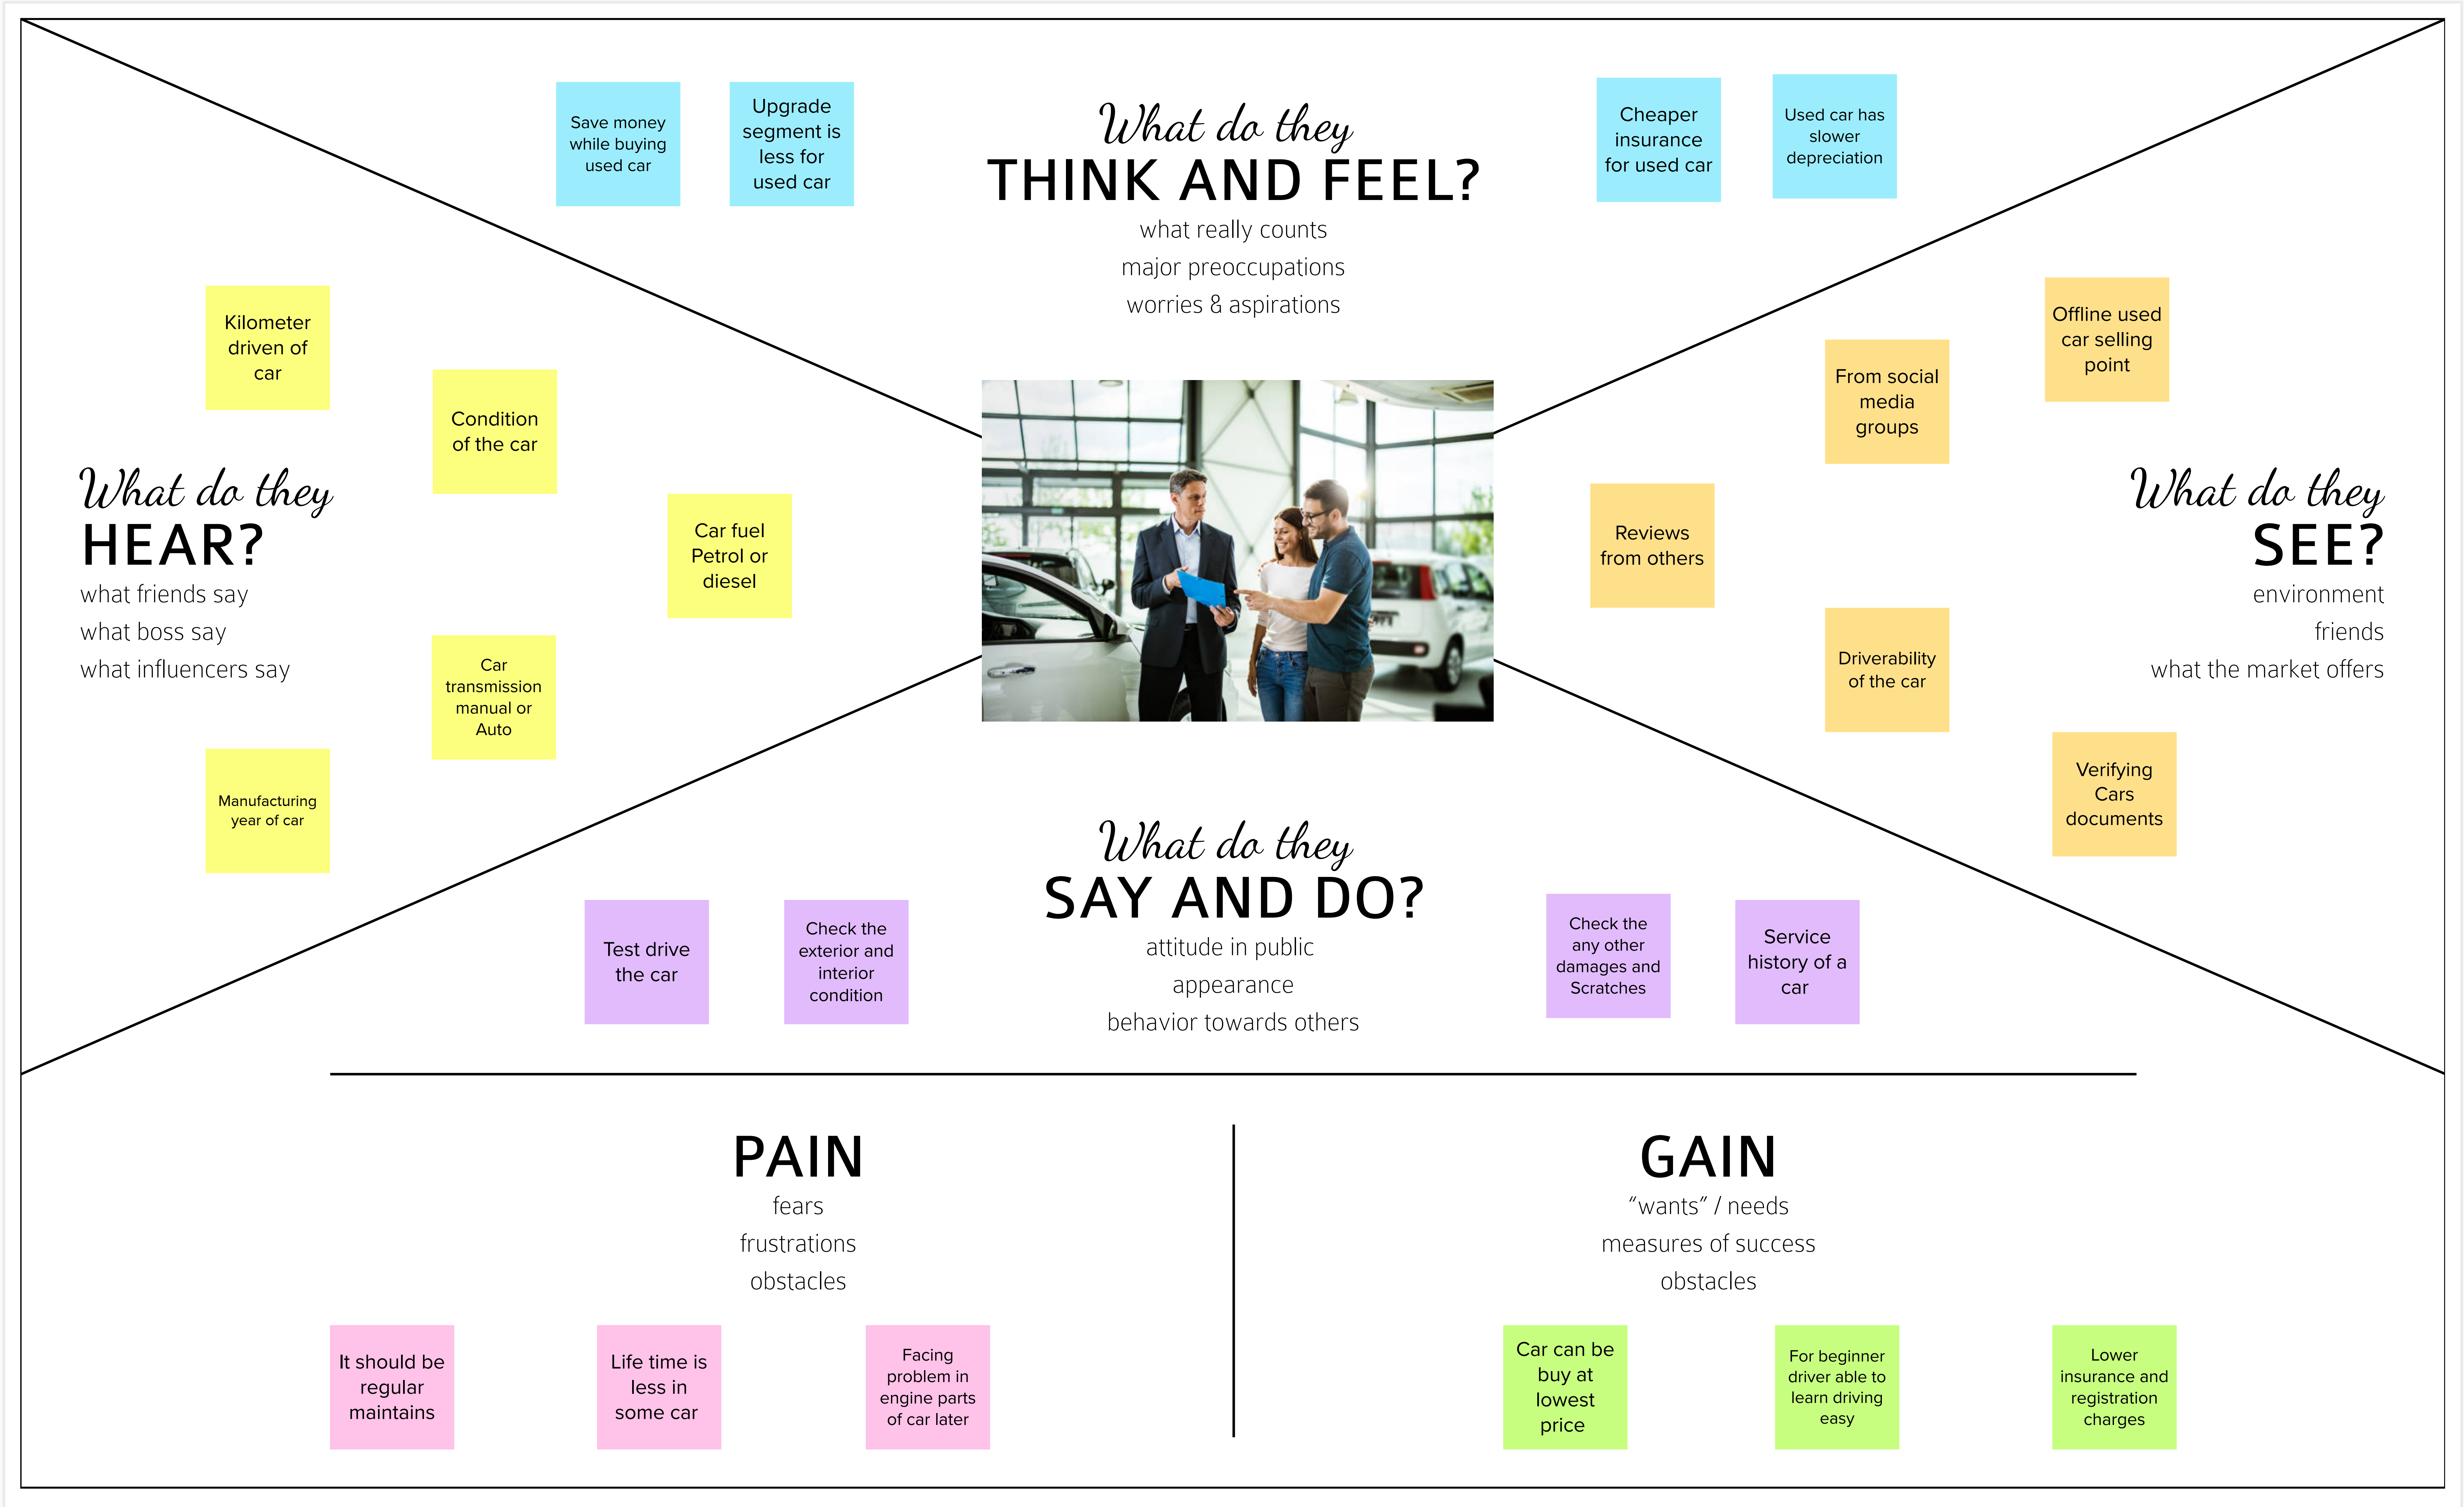 Save money
while buying
used car
Upgrade
segment is
less for
used car
What do they
THINK AND FEEL?
what really counts
major preoccupations
worries & aspirations
Cheaper
insurance
for used car
Used car has
slower
depreciation
Kilometer
driven of
car
Condition
of the car
Car fuel
Petrol or
diesel
What do they
HEAR?
what friends say
what boss say
what influencers say
Car
transmission
manual or
Auto
Manufacturing
year of car
Offline used
car selling
point
From social
media
groups
Reviews
from others
What do they
SEE?
environment
friends
what the market offers
Driverability
of the car
Verifying
Cars
documents
What do they
SAY AND DO?
attitude in public
appearance
behavior towards others
Test drive
the car
Check the
exterior and
interior
condition
Check the
any other
damages and
Scratches
Service
history of a
car
PAIN
fears
frustrations
obstacles
It should be
regular
maintains
Life time is
less in
some car
Facing
problem in
engine parts
of car later
GAIN
“wants” / needs
measures of success
obstacles
Car can be
buy at
lowest
price
For beginner
driver able to
learn driving
easy
Lower
insurance and
registration
charges